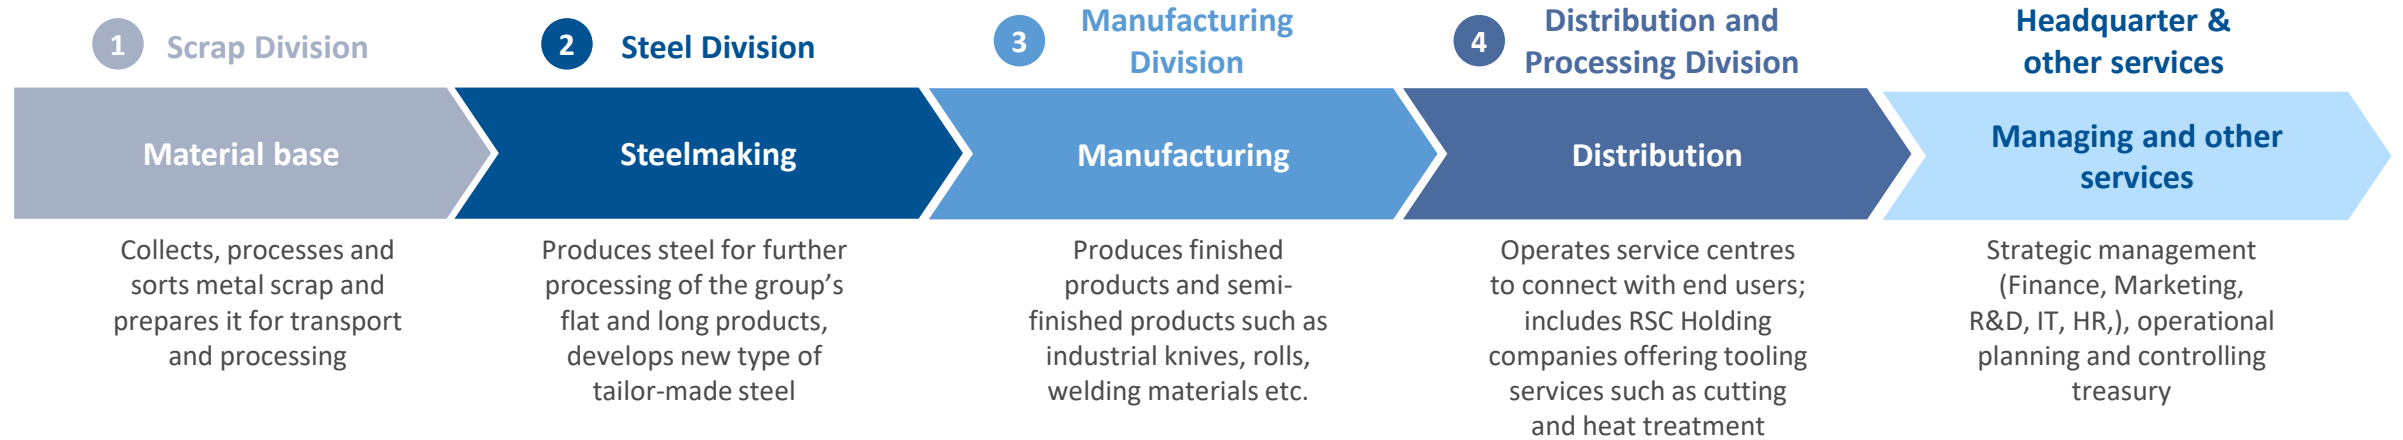 1
Scrap Division
Material base
Collects, processes and
sorts metal scrap and
prepares it for transport
and processing
2
Steel Division
Steelmaking
Produces steel for further
processing of the group’s
flat and long products,
develops new type of
tailor-made steel
3
Manufacturing
Division
Manufacturing
Produces finished
products and semi-
finished products such as
industrial knives, rolls,
welding materials etc.
4
Distribution and
Processing Division
Distribution
Operates service centres
to connect with end users;
includes RSC Holding
companies offering tooling
services such as cutting
and heat treatment
Headquarter &
other services
Managing and other
services
Strategic management
(Finance, Marketing,
R&D, IT, HR,), operational
planning and controlling
treasury